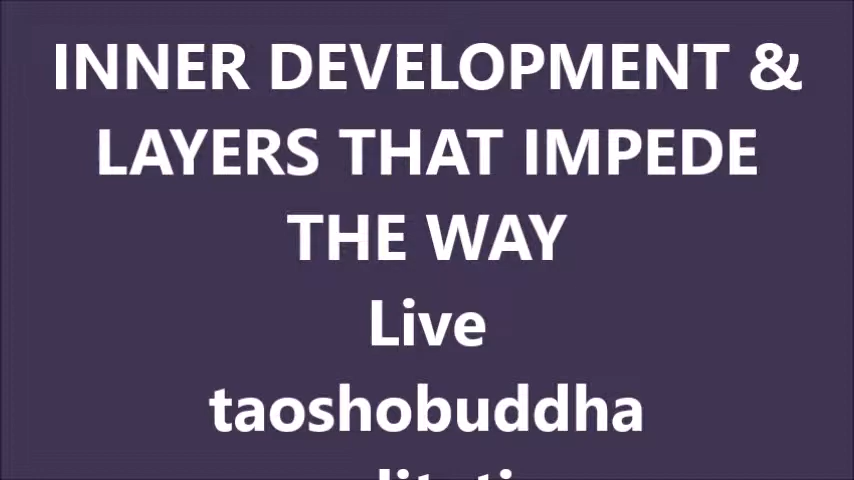 INNER DEVELOPMENT &
LAYERS THAT IMPEDE
THE WAY
Live
taoshobuddha